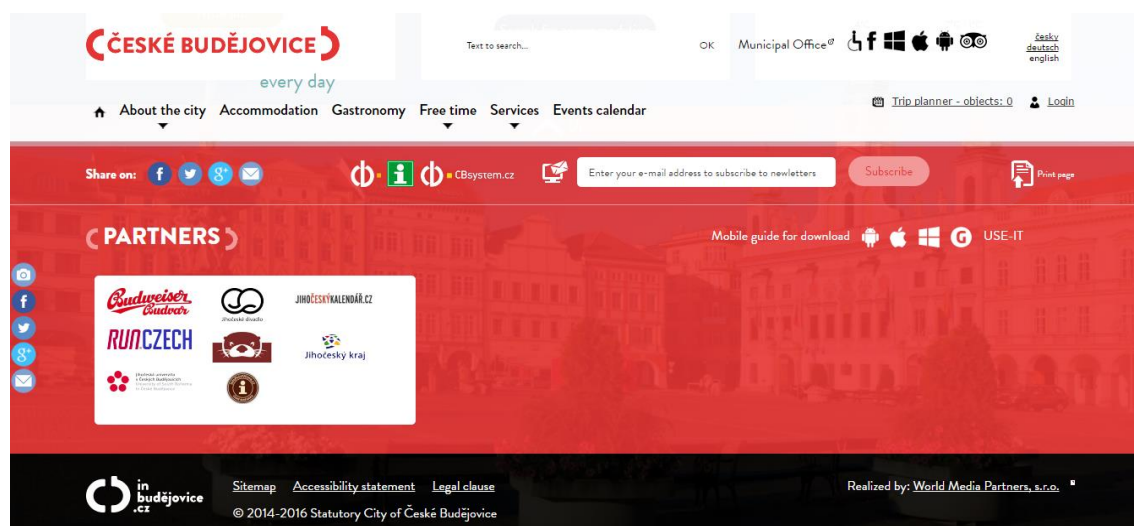 ČESKÉ BUDĚJOVICE
every day
Text to search...
OK
Municipal Office
česky
deutsch
english
About the city Accommodation Gastronomy Free time Services Events calendar
Trip planner - objects: 0 Login
Share on:
CBsystem.cz
Enter your e-mail address to subscribe to newletters
Subscribe
Print page
PARTNERS
Mobile guide for download
USE-IT
Budweiser
Budvar
Jihočeské divadlo
JIHOČESKÝKALENDÁŘ.CZ
RUNCZECH
Jihočeský kraj
in
budějovice
.cz
Sitemap Accessibility statement Legal clause
Realized by: World Media Partners, s.r.o.
© 2014-2016 Statutory City of České Budějovice